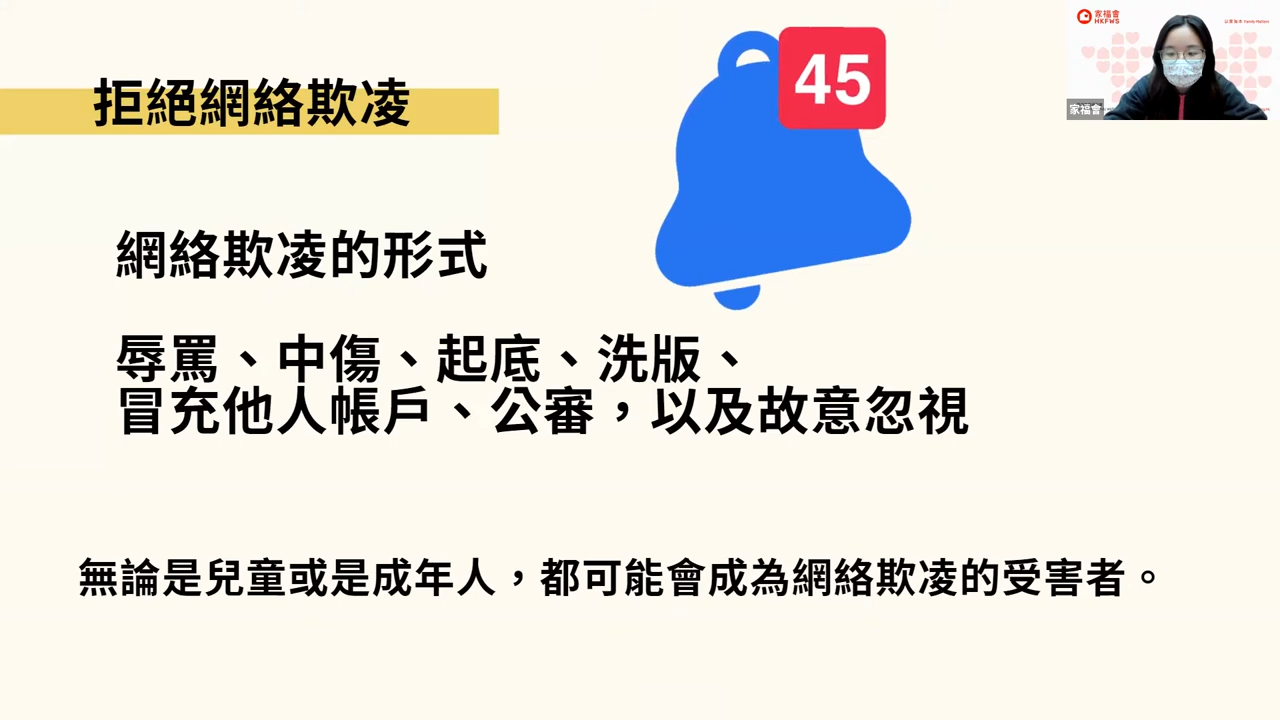 拒絕網絡欺凌
45
家福會
HKFWS
家福會
網絡欺凌的形式
辱罵、中傷、起底、洗版、
冒充他人帳戶、公審，以及故意忽視
無論是兒童或是成年人，都可能會成為網絡欺凌的受害者。